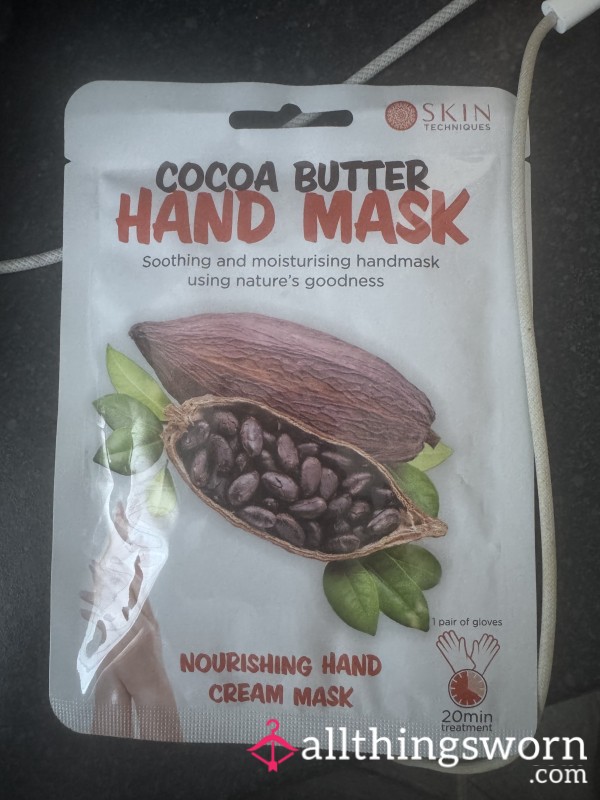 SKIN
TECHNIQUES
COCOA BUTTER
HAND MASK
Soothing and moisturising handmask
using nature's goodness
1 pair of gloves
NOURISHING HAND
CREAM MASK
20min
treatment
allthingsworn
.com